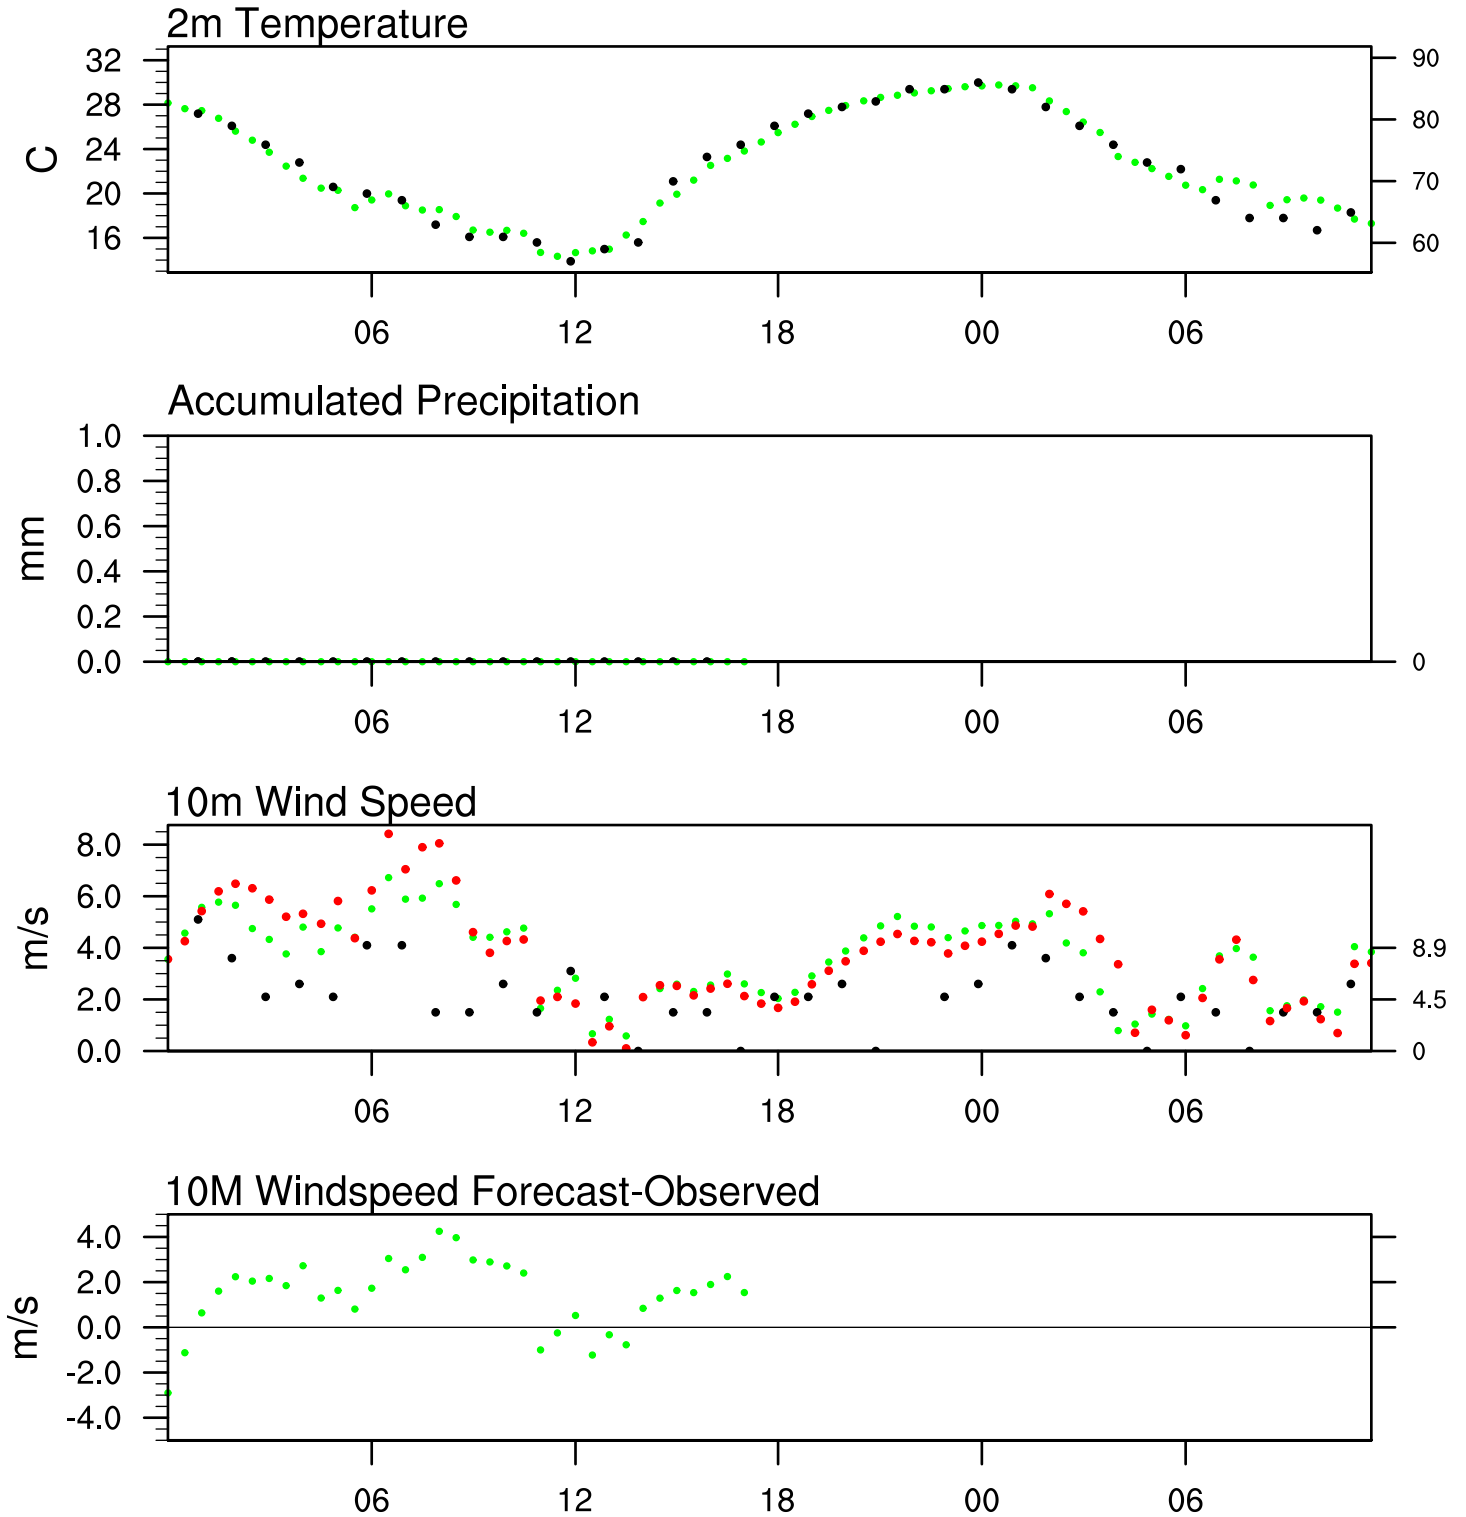 2m Temperature
32 90
28
80
24
C
70
20
16 60
06 12 18 00 06
Accumulated Precipitation
1.0
0.8
0.6
mm
0.4
0.2
0.0 0
06 12 18 00 06
10m Wind Speed
8.0
6.0
m/s
4.0 8.9
2.0 4.5
0.0 0
06 12 18 00 06
10M Windspeed Forecast-Observed
4.0
2.0
m/s
0.0
-2.0
-4.0
06 12 18 00 06